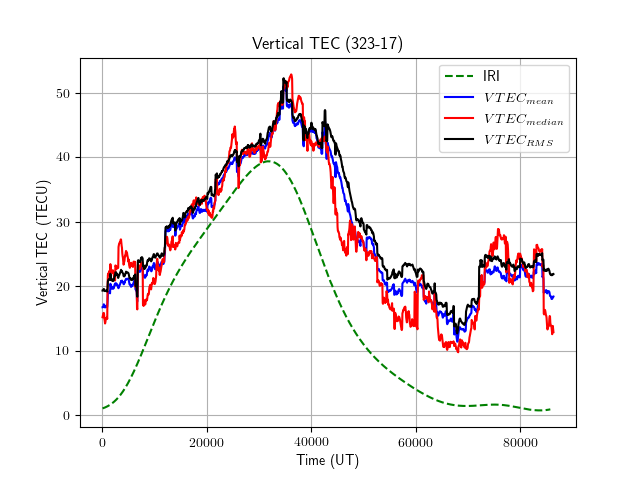 Vertical TEC (323-17)
IRI
VTEC_mean
VTEC_median
VTEC_RMS
Vertical TEC (TECU)
50
40
30
20
10
0
0 20000 40000 60000 80000
Time (UT)